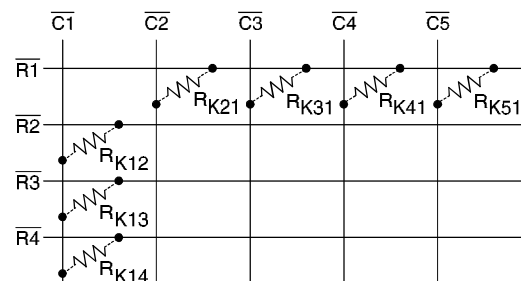 C1 C2 C3 C4 C5
R1
RK21 RK31 RK41 RK51
R2
RK12
R3
RK13
R4
RK14